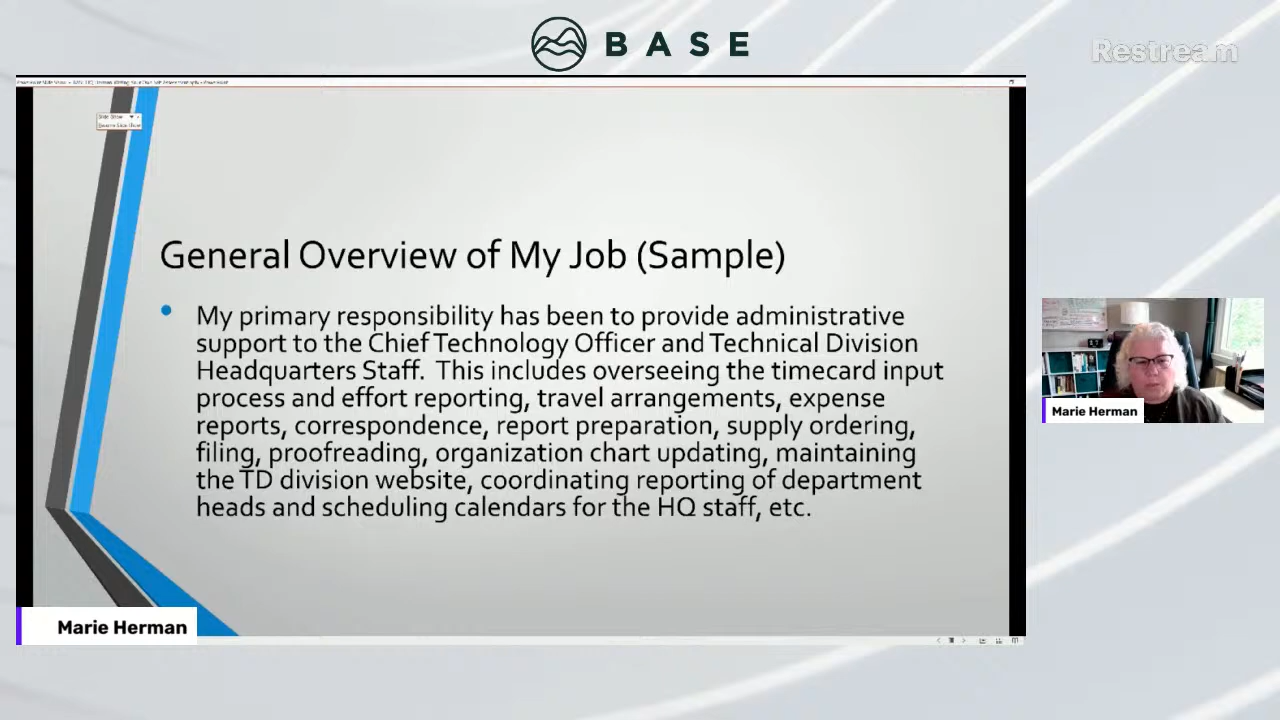 BASE
Restream
General Overview of My Job (Sample)
My primary responsibility has been to provide administrative
support to the Chief Technology Officer and Technical Division
Headquarters Staff.  This includes overseeing the timecard input
process and effort reporting, travel arrangements, expense
reports, correspondence, report preparation, supply ordering,
filing, proofreading, organization chart updating, maintaining
the TD division website, coordinating reporting of department
heads and scheduling calendars for the HQ staff, etc.
Marie Herman
Marie Herman